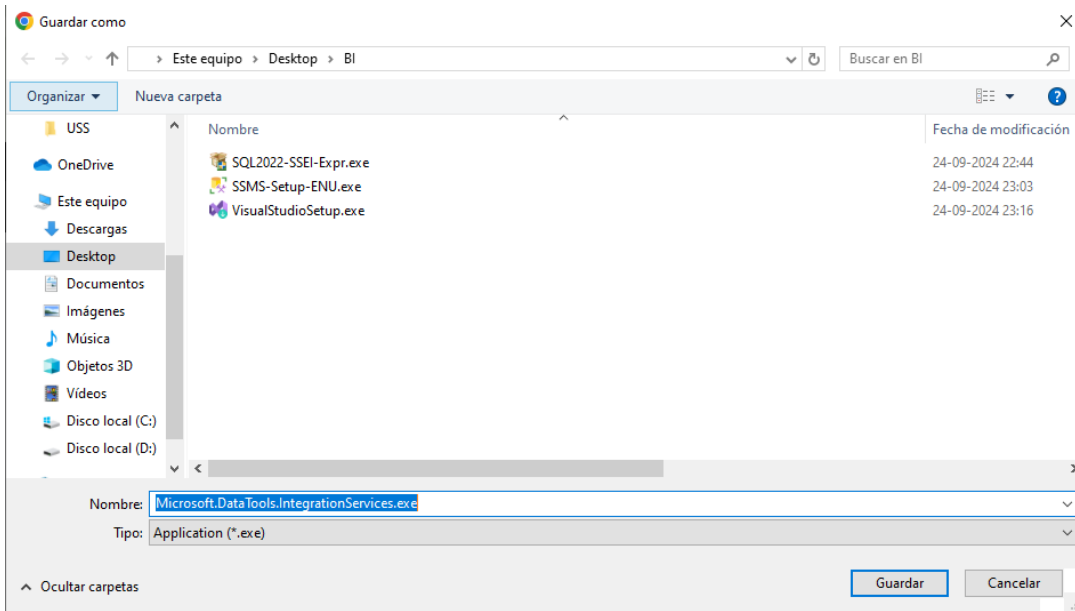 Guardar como
Este equipo > Desktop > BI
Buscar en BI
Organizar
Nueva carpeta
USS
OneDrive
Este equipo
Descargas
Desktop
Documentos
Imágenes
Música
Objetos 3D
Vídeos
Disco local (C:)
Disco local (D:)
Nombre
Fecha de modificación
SQL2022-SSEI-Expr.exe
24-09-2024 22:44
SSMS-Setup-ENU.exe
24-09-2024 23:03
VisualStudioSetup.exe
24-09-2024 23:16
Nombre: Microsoft.DataTools.IntegrationServices.exe
Tipo: Application (*.exe)
Ocultar carpetas
Guardar
Cancelar